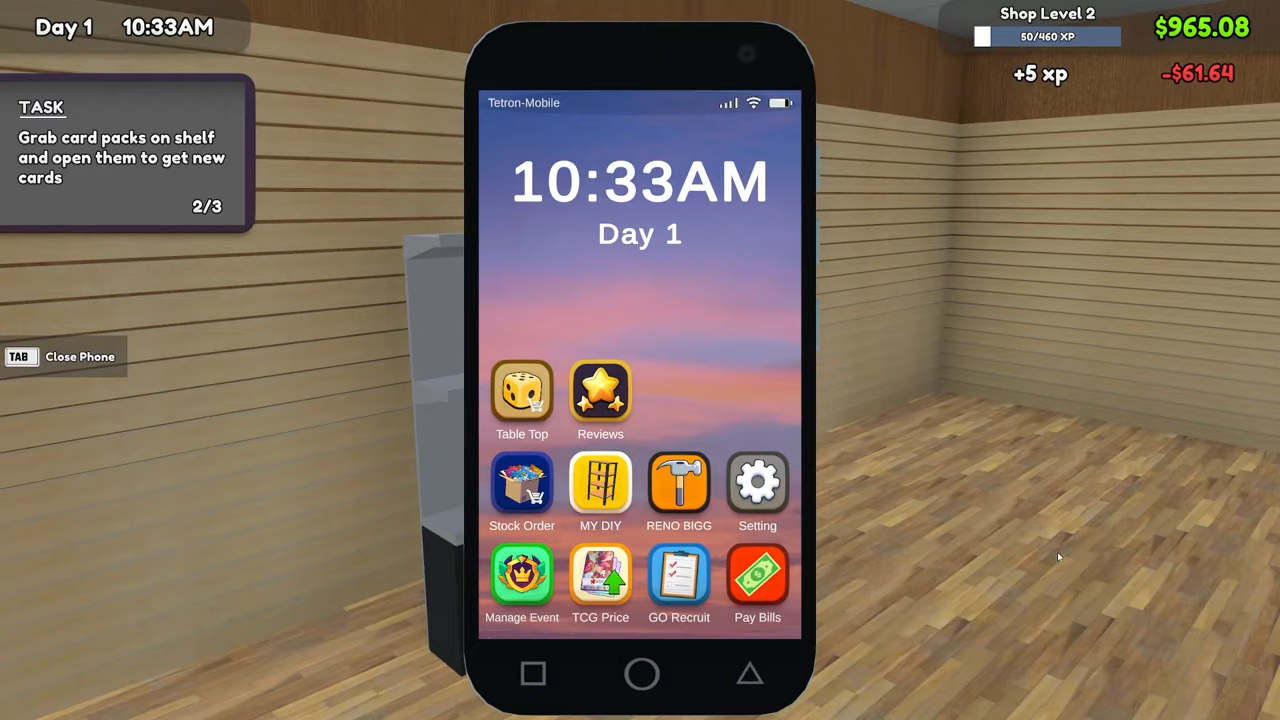 Day 1 10:33AM
Shop Level 2
$965.08
50/460 XP
+5 xp
-$61.64
TASK
Grab card packs on shelf
and open them to get new
cards
2/3
TAB Close Phone
Tetron-Mobile
10:33AM
Day 1
Table Top
Reviews
Stock Order
MY DIY
RENO BIGG
Setting
Manage Event
TCG Price
GO Recruit
Pay Bills